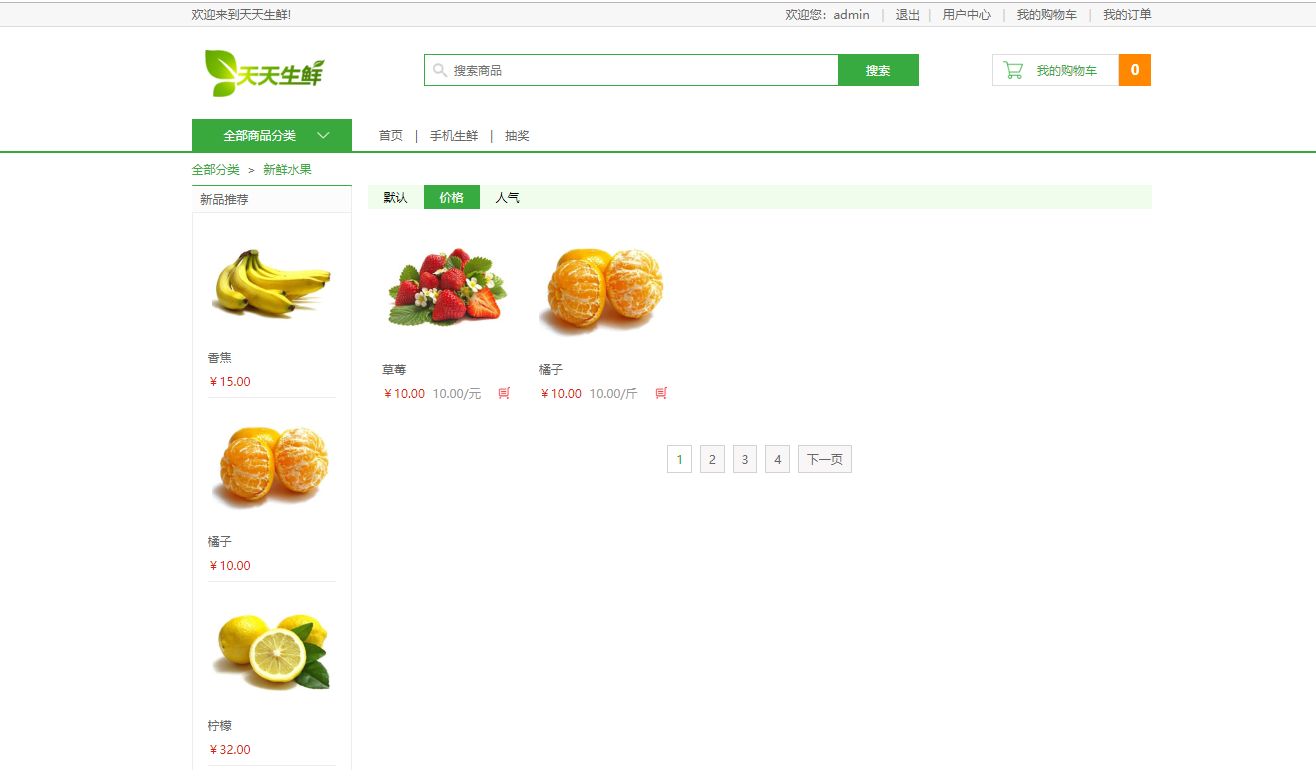 欢迎来到天天生鲜!
欢迎您：admin | 退出 | 用户中心 | 我的购物车 | 我的订单
天天生鲜
搜索商品
搜索
我的购物车 0
全部商品分类
首页 | 手机生鲜 | 抽奖
全部分类 > 新鲜水果
新品推荐
香焦
￥15.00
橘子
￥10.00
柠檬
￥32.00
默认 价格 人气
草莓
￥10.00 10.00/元
橘子
￥10.00 10.00/斤
1 2 3 4 下一页